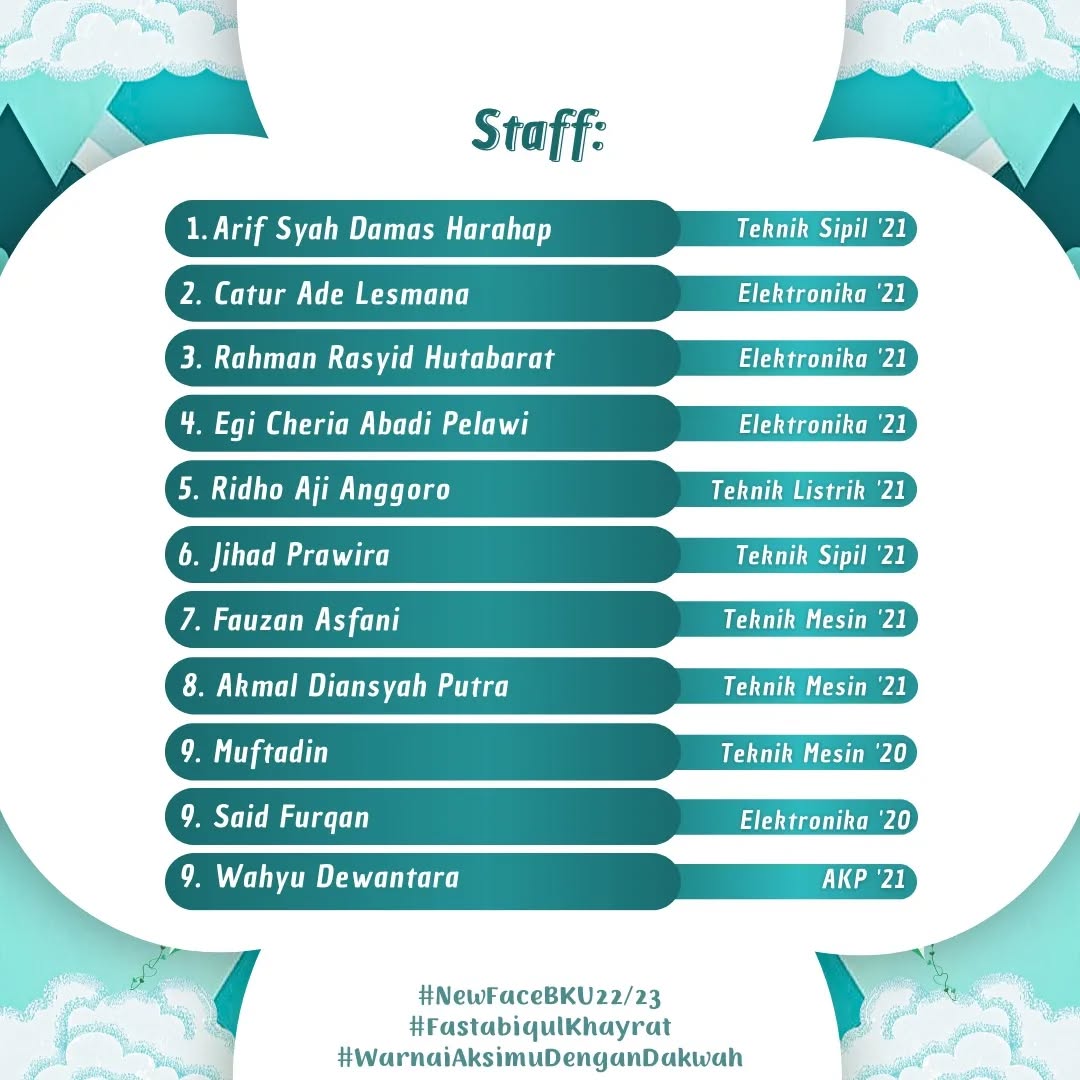 Staff:
1. Arif Syah Damas Harahap Teknik Sipil '21
2. Catur Ade Lesmana Elektronika '21
3. Rahman Rasyid Hutabarat Elektronika '21
4. Egi Cheria Abadi Pelawi Elektronika '21
5. Ridho Aji Anggoro Teknik Listrik '21
6. Jihad Prawira Teknik Sipil '21
7. Fauzan Asfani Teknik Mesin '21
8. Akmal Diansyah Putra Teknik Mesin '21
9. Muftadin Teknik Mesin '20
9. Said Furqan Elektronika '20
9. Wahyu Dewantara AKP '21
#NewFaceBKU22/23
#FastabiqulKhayrat
#WarnaiAksimuDenganDakwah